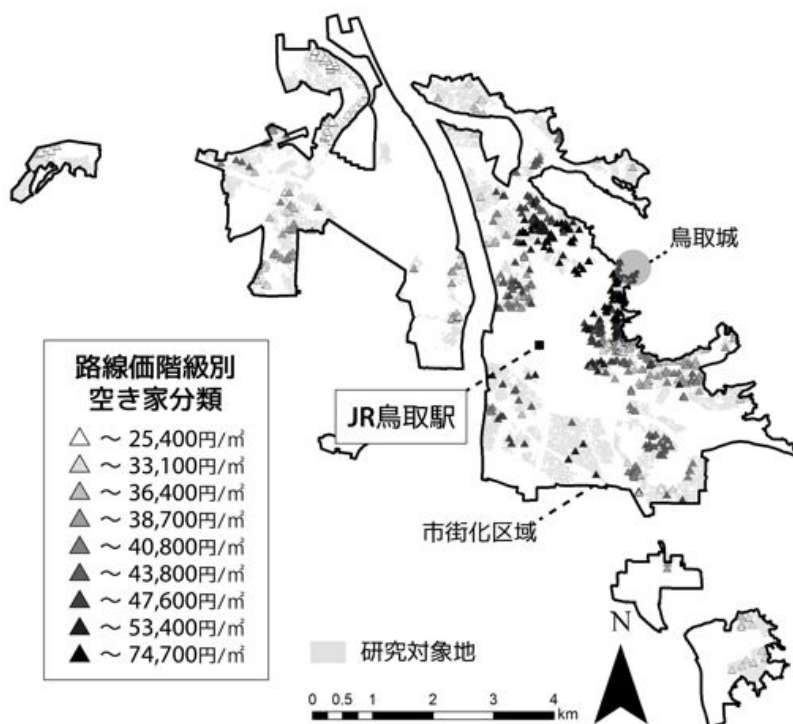 鳥取城
路線価階級別
空き家分類
～ 25,400円/㎡
～ 33,100円/㎡
～ 36,400円/㎡
～ 38,700円/㎡
～ 40,800円/㎡
～ 43,800円/㎡
～ 47,600円/㎡
～ 53,400円/㎡
～ 74,700円/㎡
JR鳥取駅
市街化区域
研究対象地
N
0 0.5 1 2 3 4
km